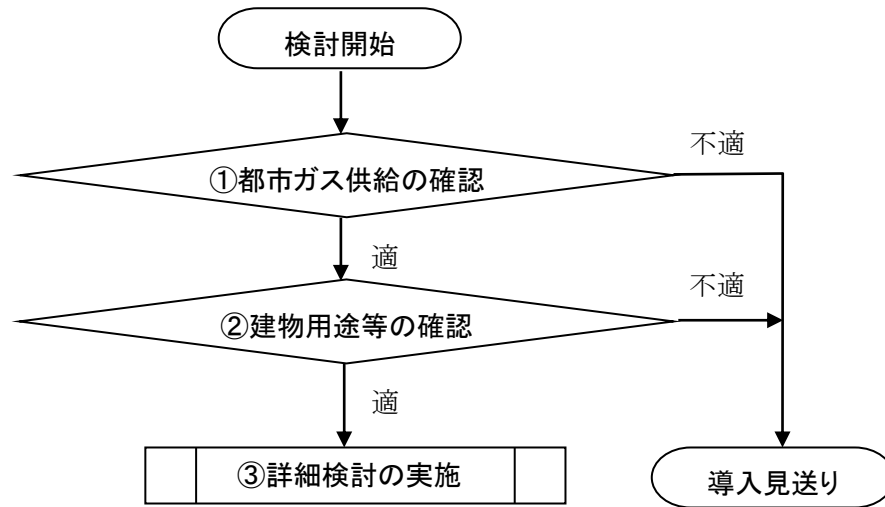 検討開始
不適
①都市ガス供給の確認
適
不適
②建物用途等の確認
適
③詳細検討の実施
導入見送り